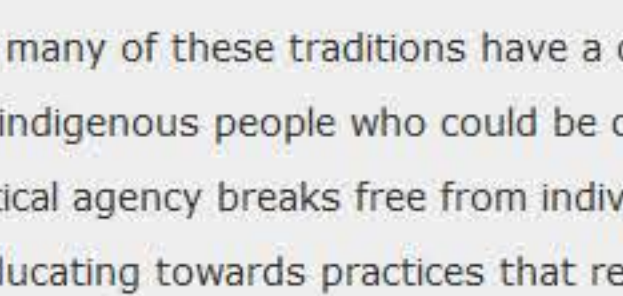 many of these traditions have a
indigenous people who could be
tical agency breaks free from indiv
ducating towards practices that re